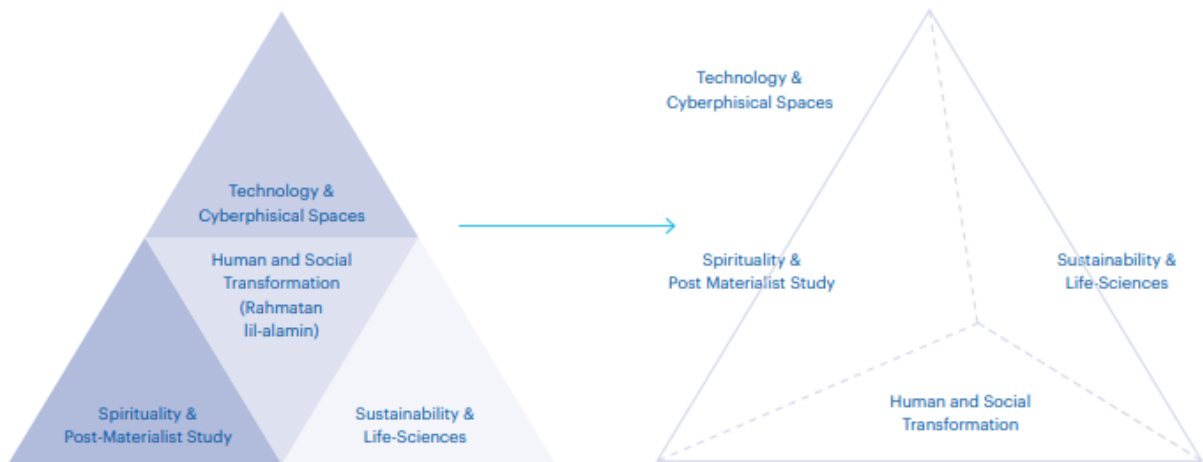 Technology &
Cyberphisical Spaces
Human and Social
Transformation
(Rahmatan
lil-alamin)
Spirituality &
Post-Materialist Study
Sustainability &
Life-Sciences
Technology &
Cyberphisical Spaces
Spirituality &
Post Materialist Study
Sustainability &
Life-Sciences
Human and Social
Transformation